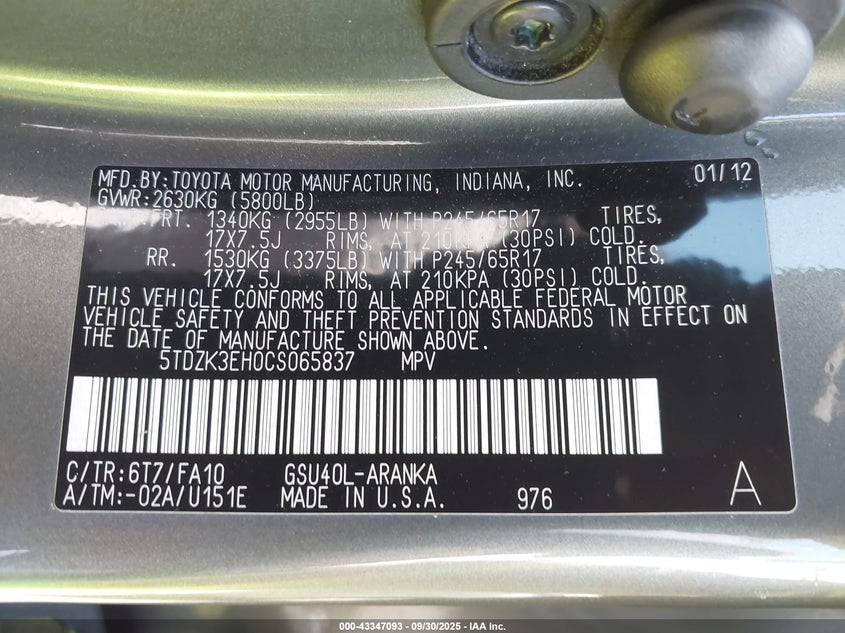 MFD.BY:TOYOTA MOTOR MANUFACTURING, INDIANA, INC. 01/12
GVWR:2630KG (5800LB)
FRT. 1340KG (2955LB) WITH P245/65R17 TIRES,
17X7.5J RIMS, AT 210KPA (30PSI) COLD.
RR. 1530KG (3375LB) WITH P245/65R17 TIRES,
17X7.5J RIMS, AT 210KPA (30PSI) COLD.
THIS VEHICLE CONFORMS TO ALL APPLICABLE FEDERAL MOTOR
VEHICLE SAFETY AND THEFT PREVENTION STANDARDS IN EFFECT ON
THE DATE OF MANUFACTURE SHOWN ABOVE.
5TDZK3EH0CS065837 MPV
C/TR:6T7/FA10 GSU40L-ARANKA
A/TM:-02A/U151E MADE IN U.S.A. 976 A
000-43347093 - 09/30/2025 - IAA Inc.